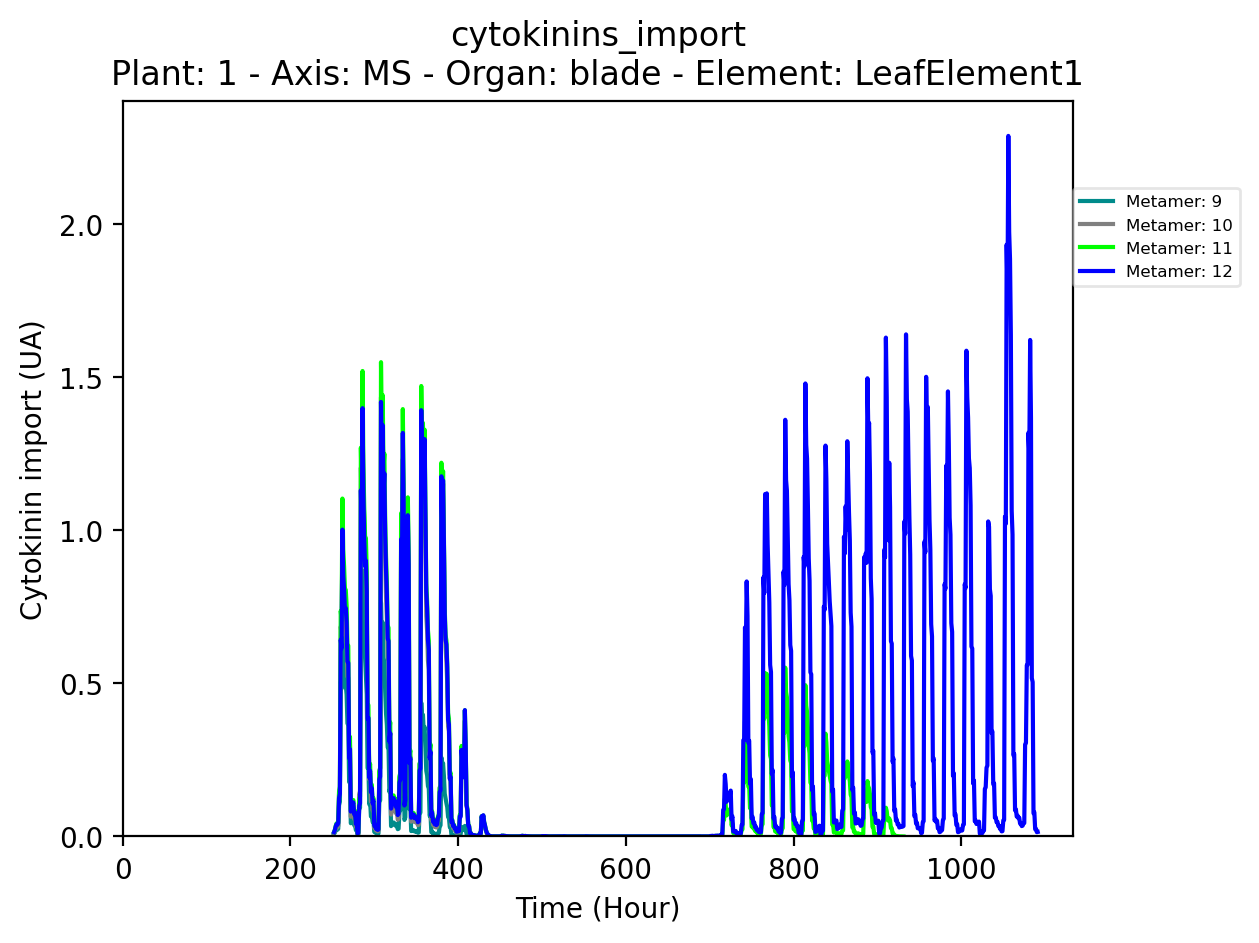 cytokinins_import
Plant: 1 - Axis: MS - Organ: blade - Element: LeafElement1
Cytokinin import (UA)
2.0
1.5
1.0
0.5
0.0
0
200
400
600
800
1000
Time (Hour)
Metamer: 9
Metamer: 10
Metamer: 11
Metamer: 12